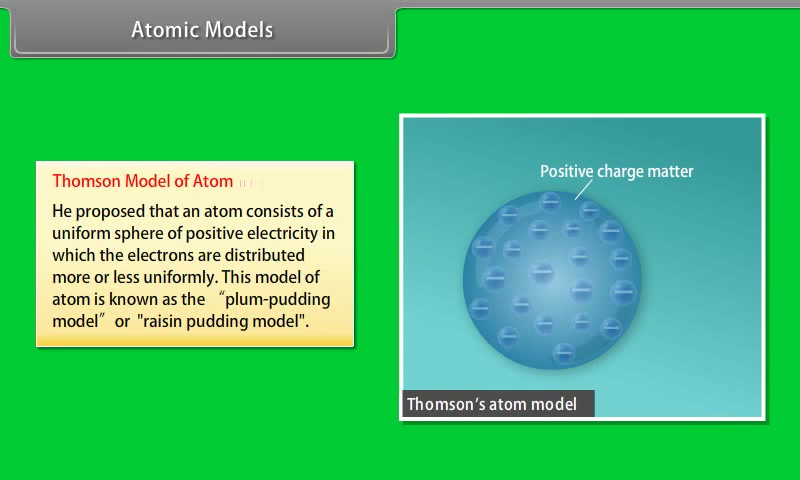 Atomic Models
Thomson Model of Atom
He proposed that an atom consists of a
uniform sphere of positive electricity in
which the electrons are distributed
more or less uniformly. This model of
atom is known as the “plum-pudding
model” or "raisin pudding model".
Positive charge matter
Thomson's atom model